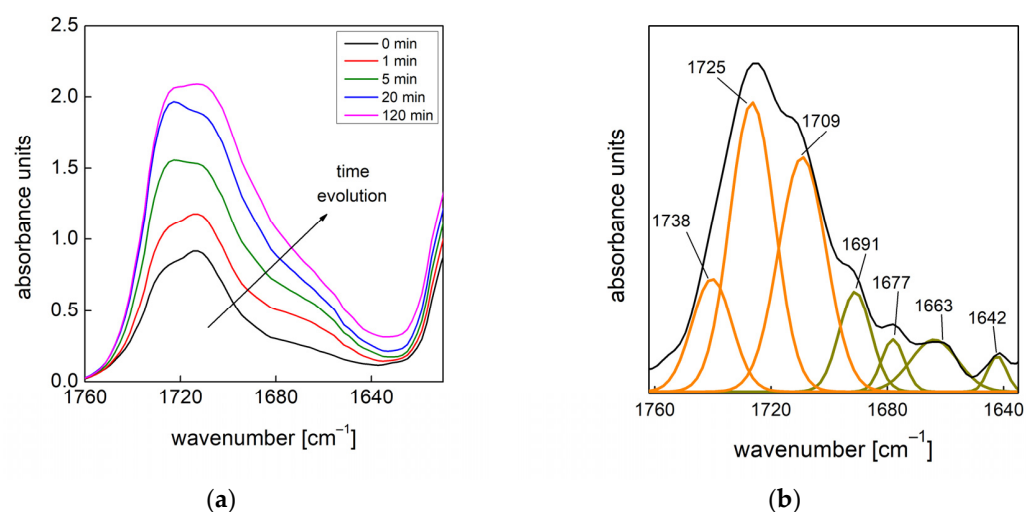 2.5
2.0
1.5
1.0
0.5
0.0
absorbance units
0 min
1 min
5 min
20 min
120 min
time
evolution
1760 1720 1680 1640
wavenumber [cm⁻¹]
(a)
absorbance units
1725
1709
1738
1691
1677
1663
1642
1760 1720 1680 1640
wavenumber [cm⁻¹]
(b)